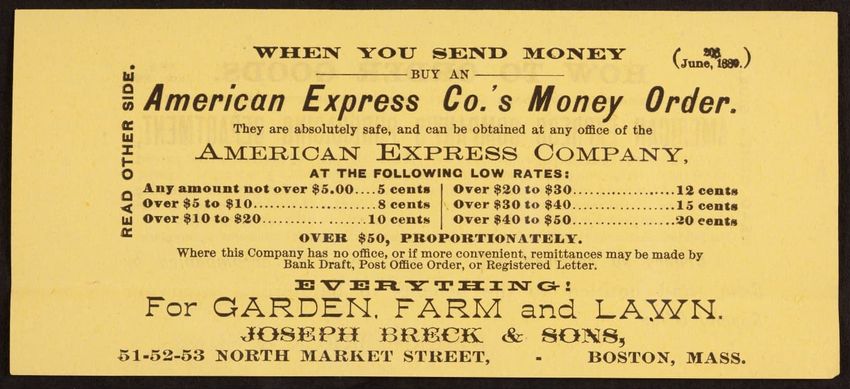 READ OTHER SIDE.
WHEN YOU SEND MONEY
(June, 1889.)
BUY AN
American Express Co.'s Money Order.
They are absolutely safe, and can be obtained at any office of the
AMERICAN EXPRESS COMPANY,
AT THE FOLLOWING LOW RATES:
Any amount not over $5.00....5 cents
Over $5 to $10..................8 cents
Over $10 to $20...............10 cents
Over $20 to $30..................12 cents
Over $30 to $40..................15 cents
Over $40 to $50..................20 cents
OVER $50, PROPORTIONATELY.
Where this Company has no office, or if more convenient, remittances may be made by
Bank Draft, Post Office Order, or Registered Letter.
EVERYTHING!
For GARDEN, FARM and LAWN.
JOSEPH BRECK & SONS,
51-52-53 NORTH MARKET STREET, - BOSTON, MASS.